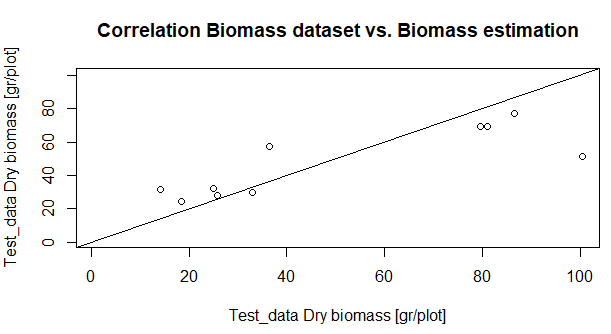 Correlation Biomass dataset vs. Biomass estimation
Test_data Dry biomass [gr/plot]
80
60
40
20
0
0 20 40 60 80 100
Test_data Dry biomass [gr/plot]